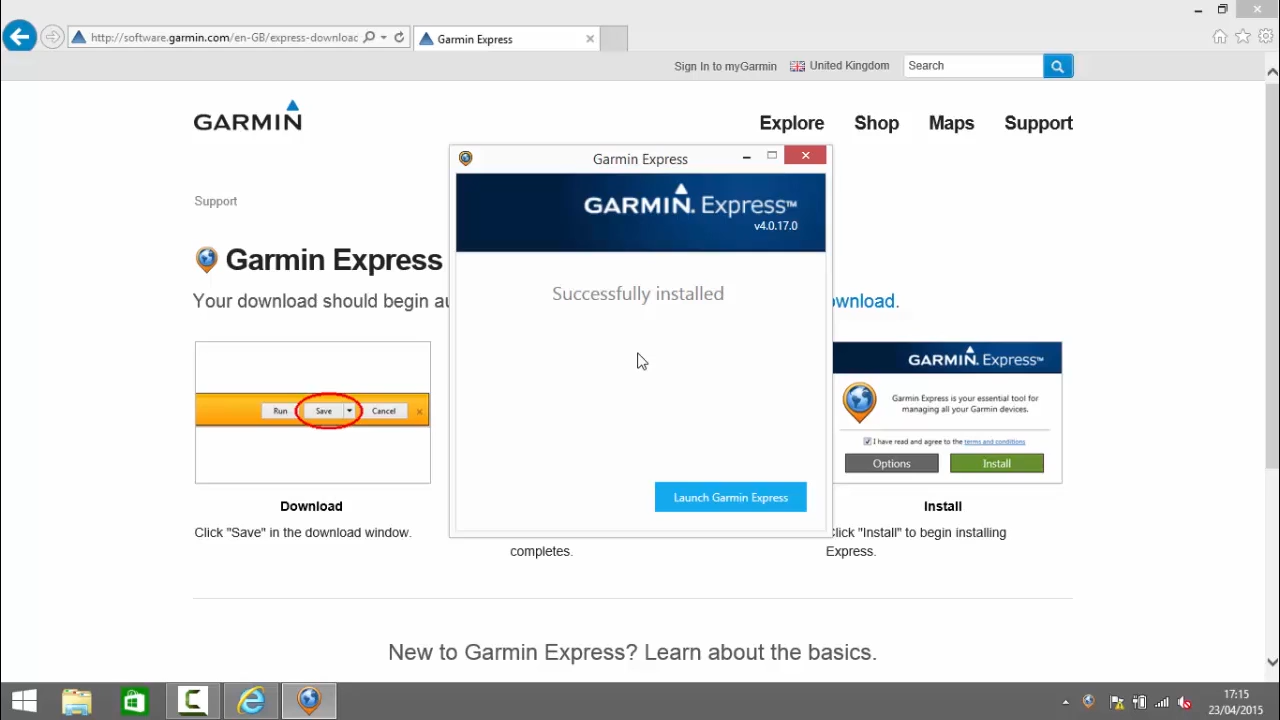 http://software.garmin.com/en-GB/express-downloac
Garmin Express
Sign In to myGarmin
United Kingdom
Search
GARMIN
Explore
Shop
Maps
Support
Garmin Express
Support
GARMIN. Express™
v4.0.17.0
Garmin Express
Your download should begin au
wnload.
Successfully installed
Run
Save
Cancel
GARMIN. Express™
Garmin Express is your essential tool for
managing all your Garmin devices.
I have read and agree to the terms and conditions
Options
Install
Launch Garmin Express
Download
Install
Click "Save" in the download window.
completes.
Click "Install" to begin installing
Express.
New to Garmin Express? Learn about the basics.
17:15
23/04/2015